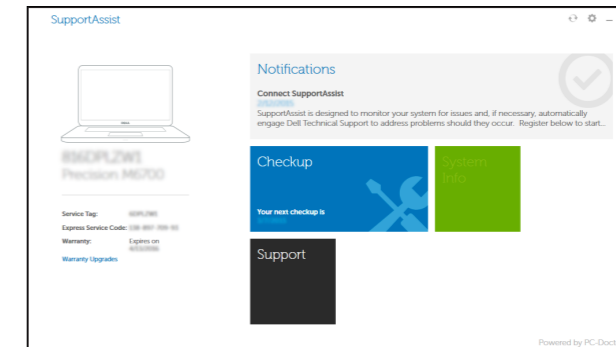 SupportAssist
Notifications
Connect SupportAssist
SupportAssist is designed to monitor your system for issues and, if necessary, automatically
engage Dell Technical Support to address problems should they occur. Register below to start...
Precision M6700
Checkup
System
Info
Your next checkup is
Service Tag:
Express Service Code:
Warranty: Expires on
Warranty Upgrades
Support
Powered by PC-Doct